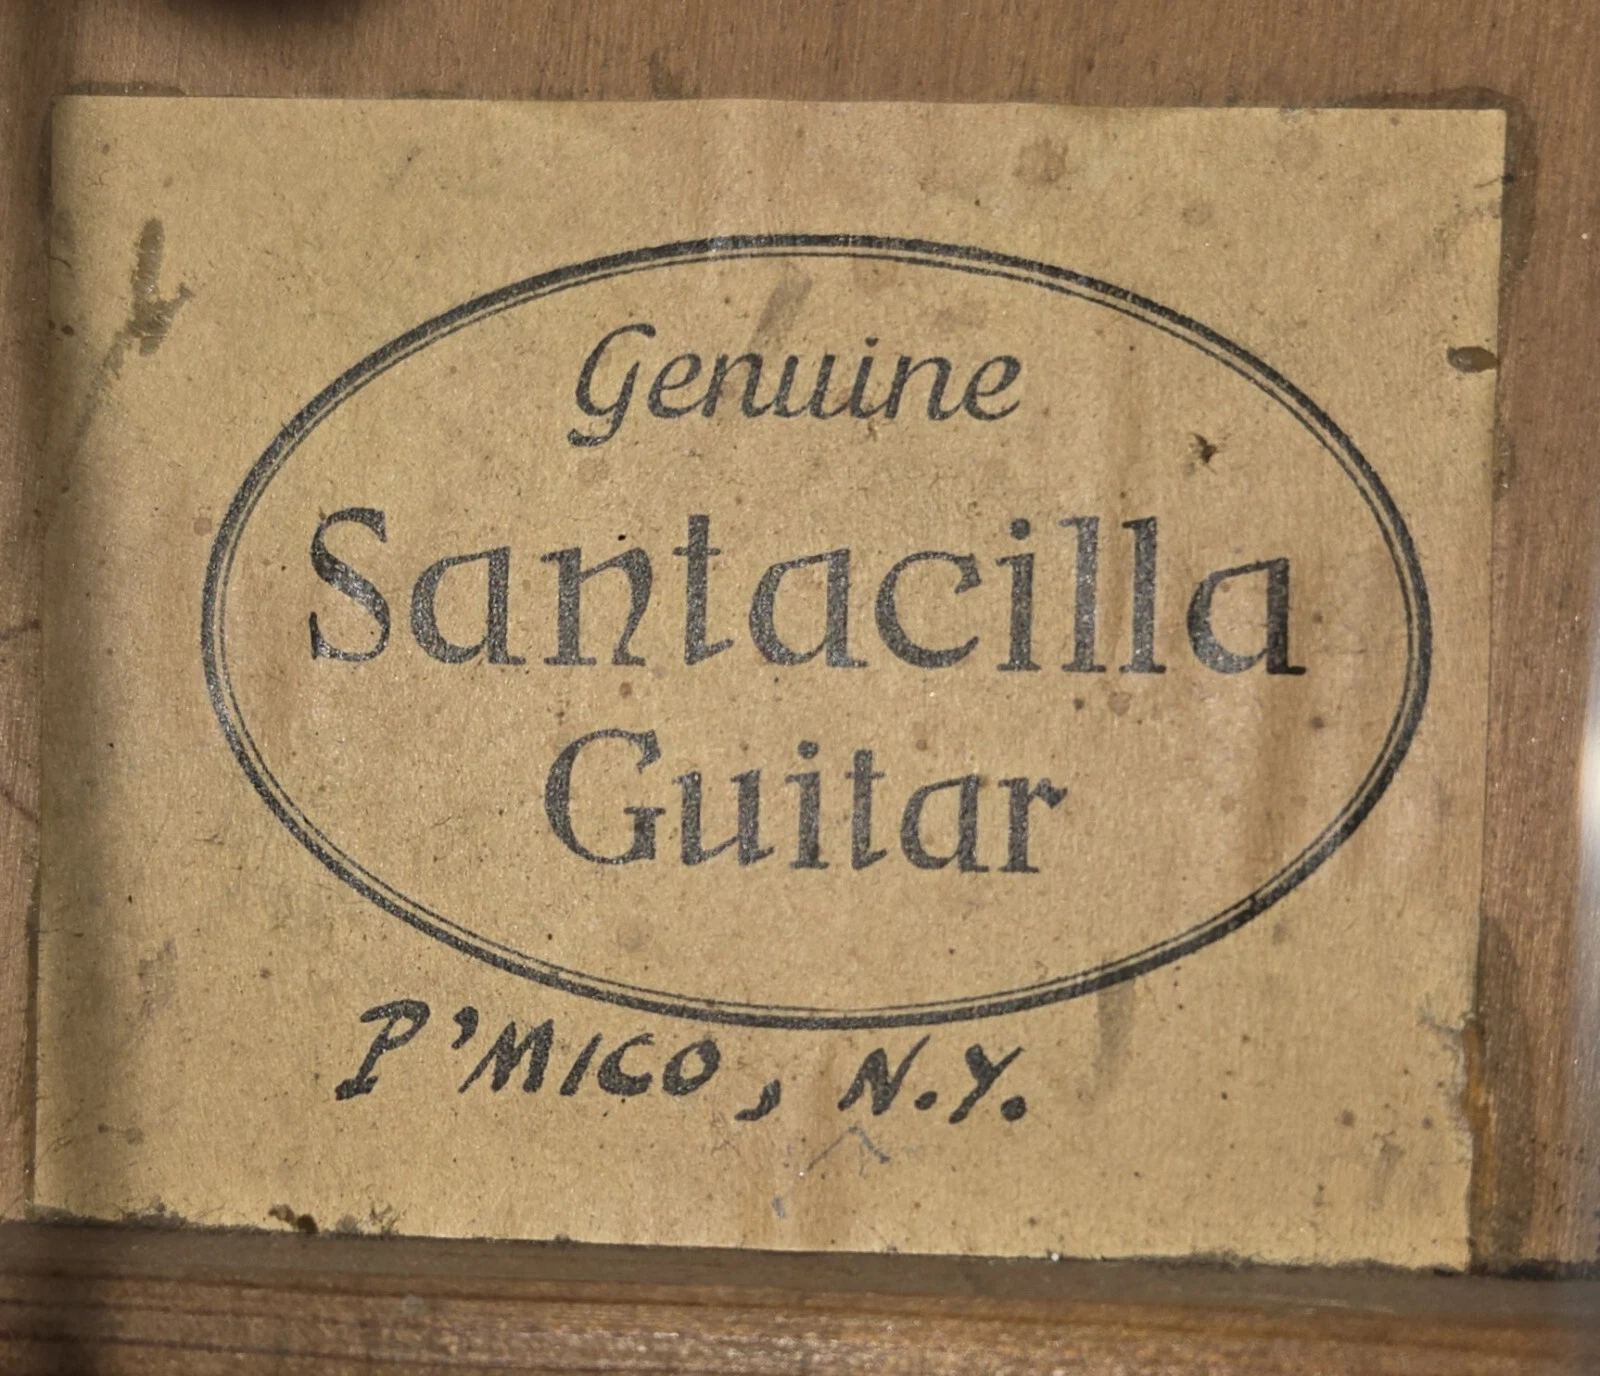 Genuine
Santacilla
Guitar
P'MICO, N.Y.